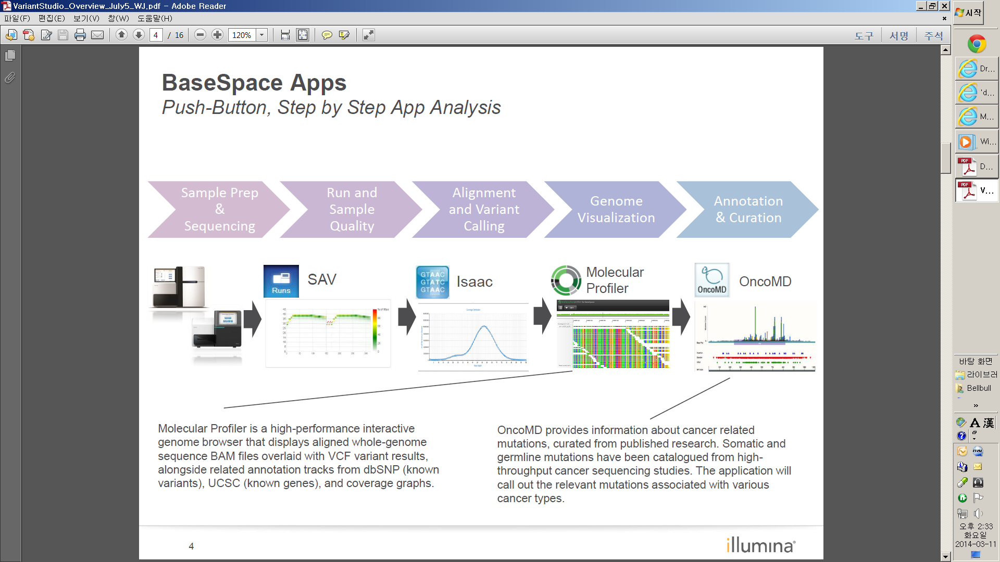 VariantStudio_Overview_July5_WJ.pdf - Adobe Reader
파일(F) 편집(E) 보기(V) 창(W) 도움말(H)
4 / 16 120%
도구 서명 주석
BaseSpace Apps
Push-Button, Step by Step App Analysis
Sample Prep
&
Sequencing
Run and
Sample
Quality
Alignment
and Variant
Calling
Genome
Visualization
Annotation
& Curation
Runs
SAV
GTAAC
GTATC
GTAAC
Isaac
Molecular
Profiler
OncoMD
OncoMD
% of Max
Molecular Profiler is a high-performance interactive
genome browser that displays aligned whole-genome
sequence BAM files overlaid with VCF variant results,
alongside related annotation tracks from dbSNP (known
variants), UCSC (known genes), and coverage graphs.
OncoMD provides information about cancer related
mutations, curated from published research. Somatic and
germline mutations have been catalogued from high-
throughput cancer sequencing studies. The application will
call out the relevant mutations associated with various
cancer types.
4
illumina®
시작
Dr...
'd...
M...
Wi...
PDF
D...
PDF
V...
바탕 화면
라이브러
Bellbull
»
A 漢
오후 2:33
화요일
2014-03-11